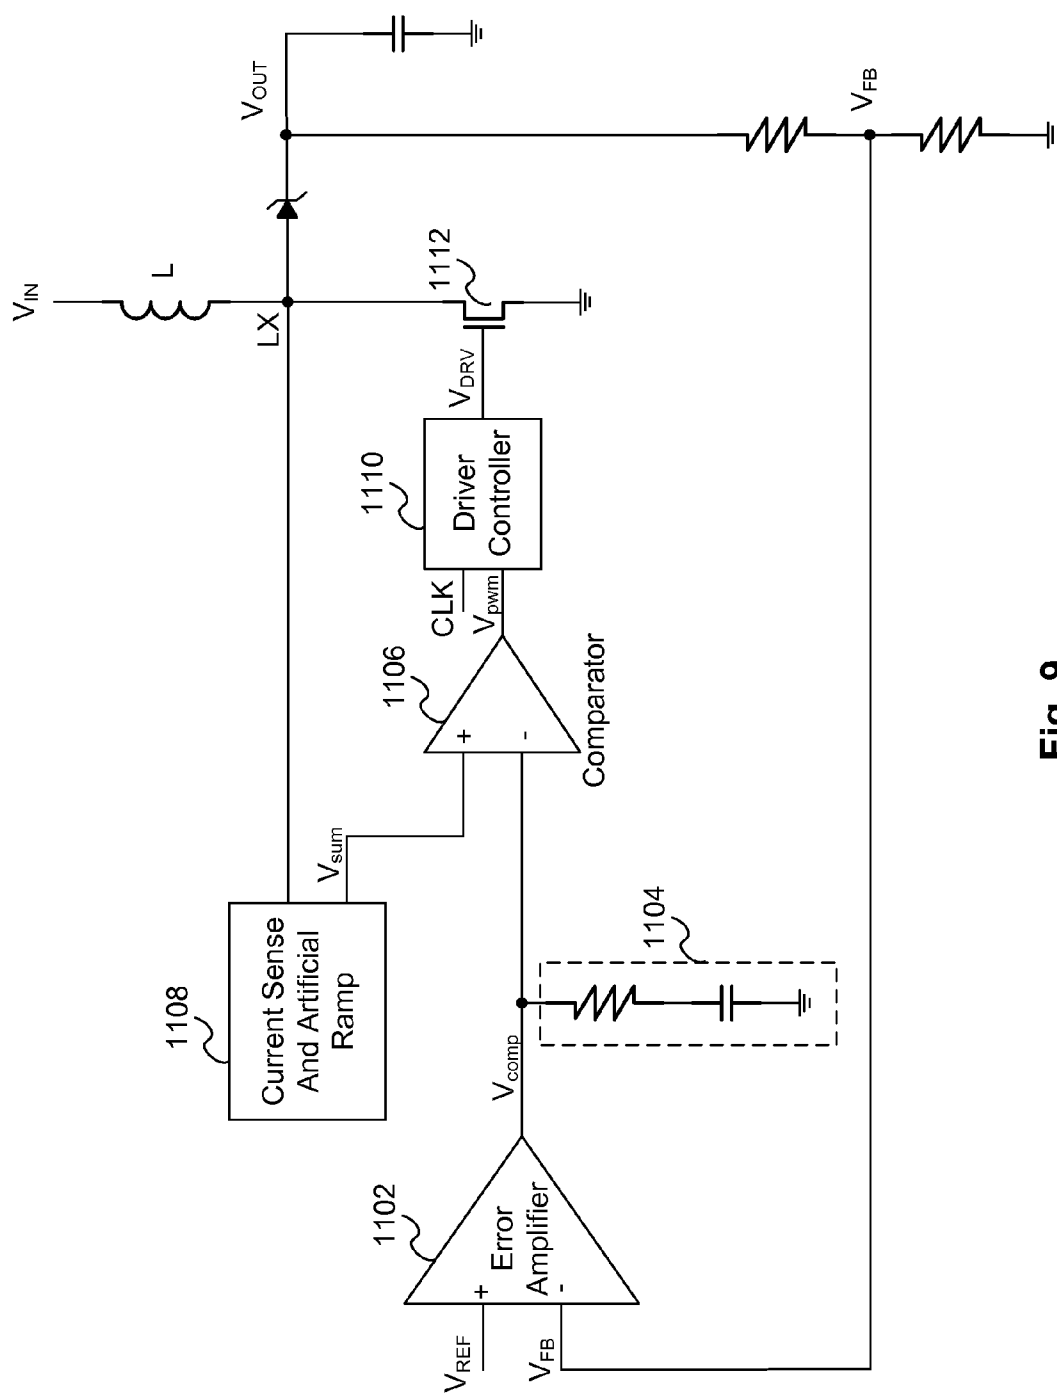 V_IN
L
LX
V_OUT
1112
V_DRV
1110
Driver
Controller
CLK
V_pwm
1106
+
-
Comparator
V_sum
1108
Current Sense
And Artificial
Ramp
V_comp
1104
1102
Error
Amplifier
+
-
V_REF
V_FB
V_FB
Fig. 9